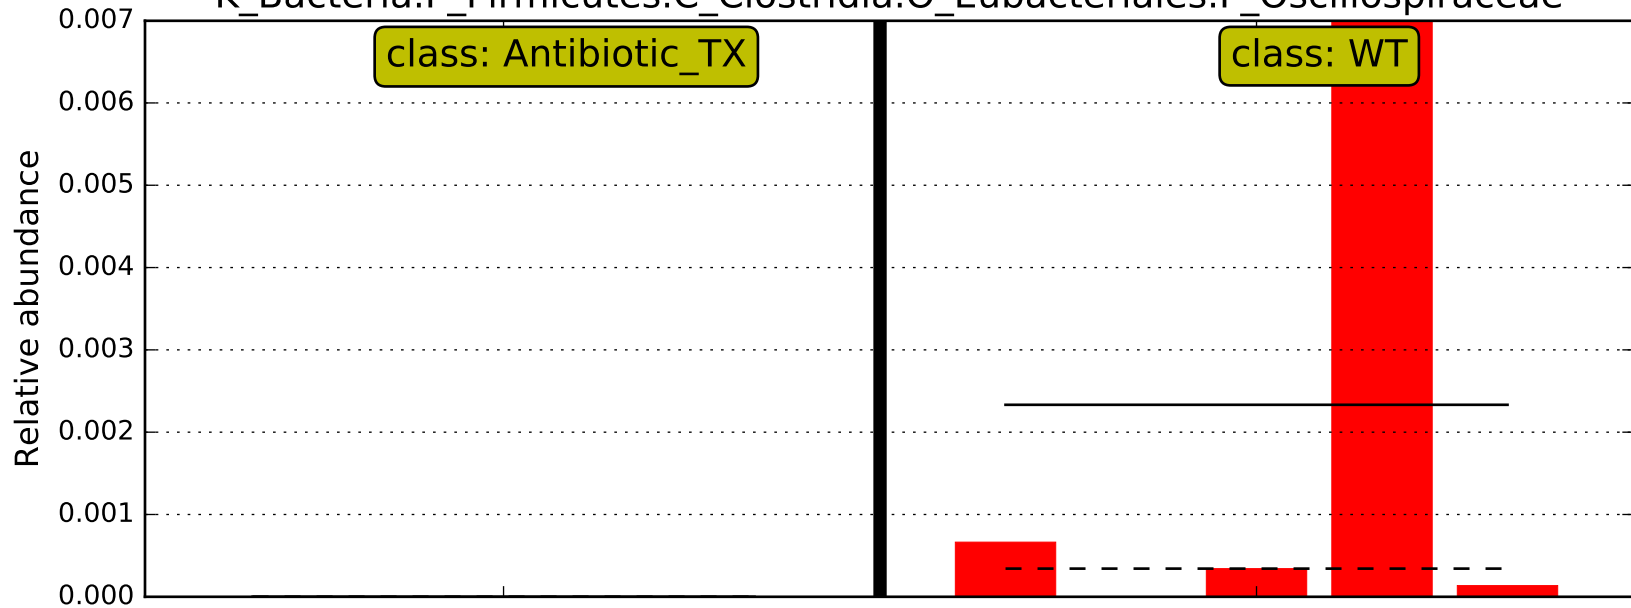 K_Bacteria.P_Firmicutes.C_Clostridia.O_Eubacteriales.F_Oscillospiraceae
0.007
class: Antibiotic_TX
class: WT
0.006
0.005
0.004
0.003
0.002
0.001
0.000
Relative abundance